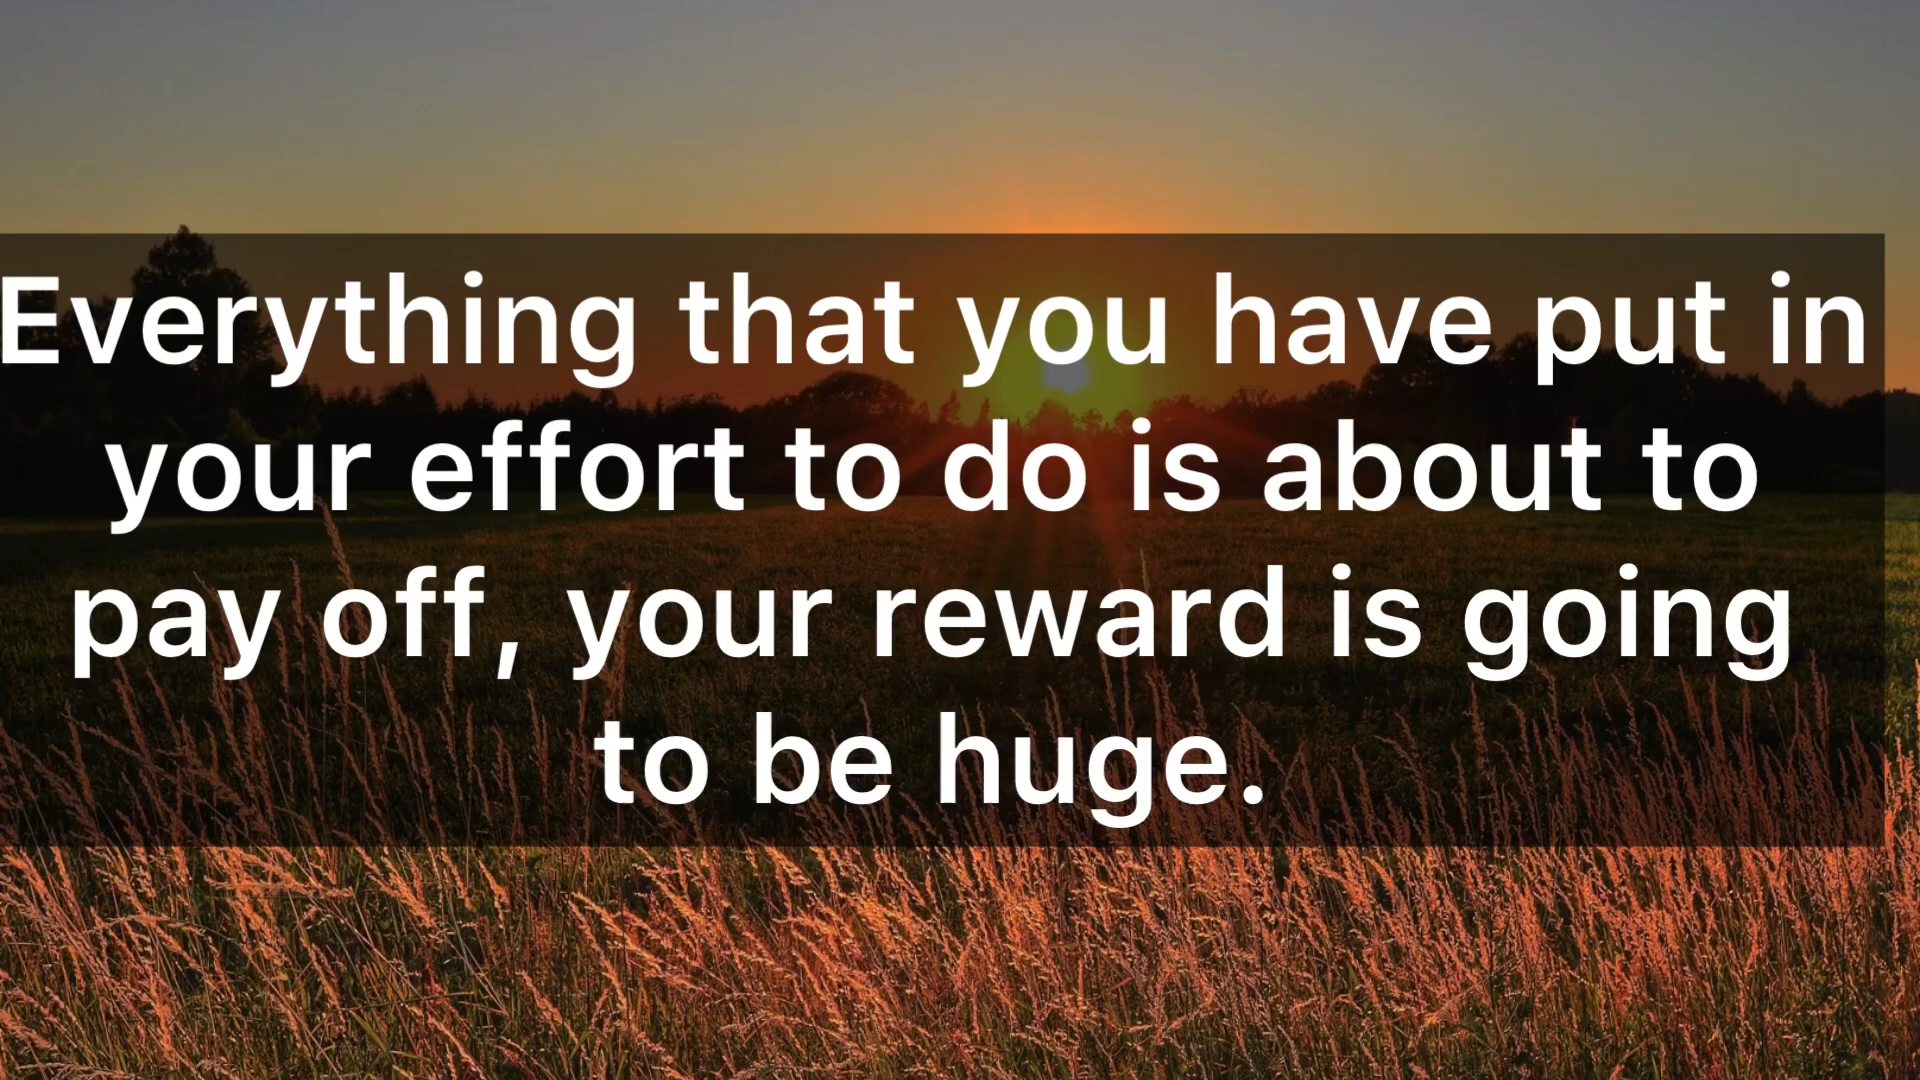 Everything that you have put in
your effort to do is about to
pay off, your reward is going
to be huge.